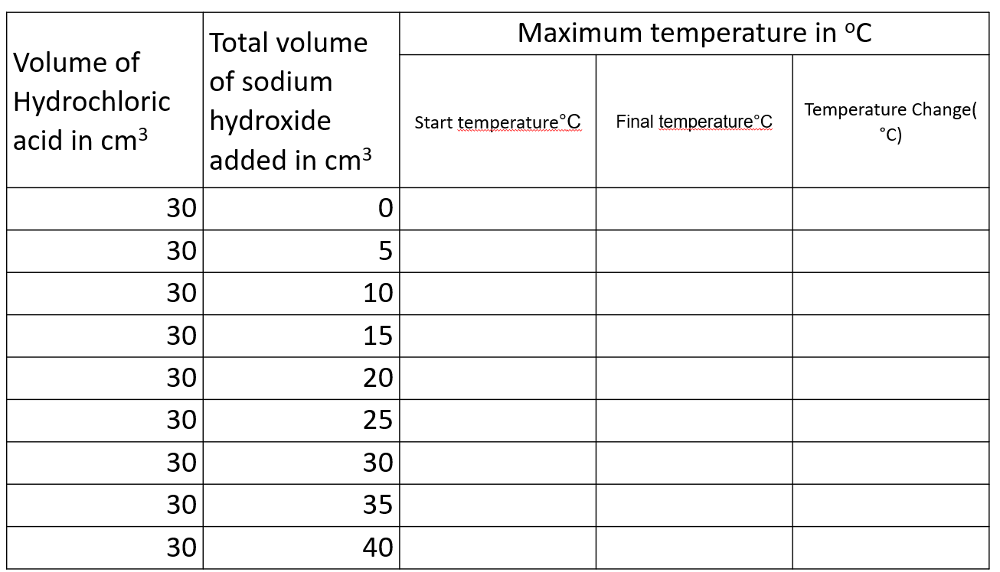 Volume of
Hydrochloric
acid in cm³
Total volume
of sodium
hydroxide
added in cm³
Maximum temperature in ºC
Start temperature°C
Final temperature°C
Temperature Change(
°C)
30 0
30 5
30 10
30 15
30 20
30 25
30 30
30 35
30 40